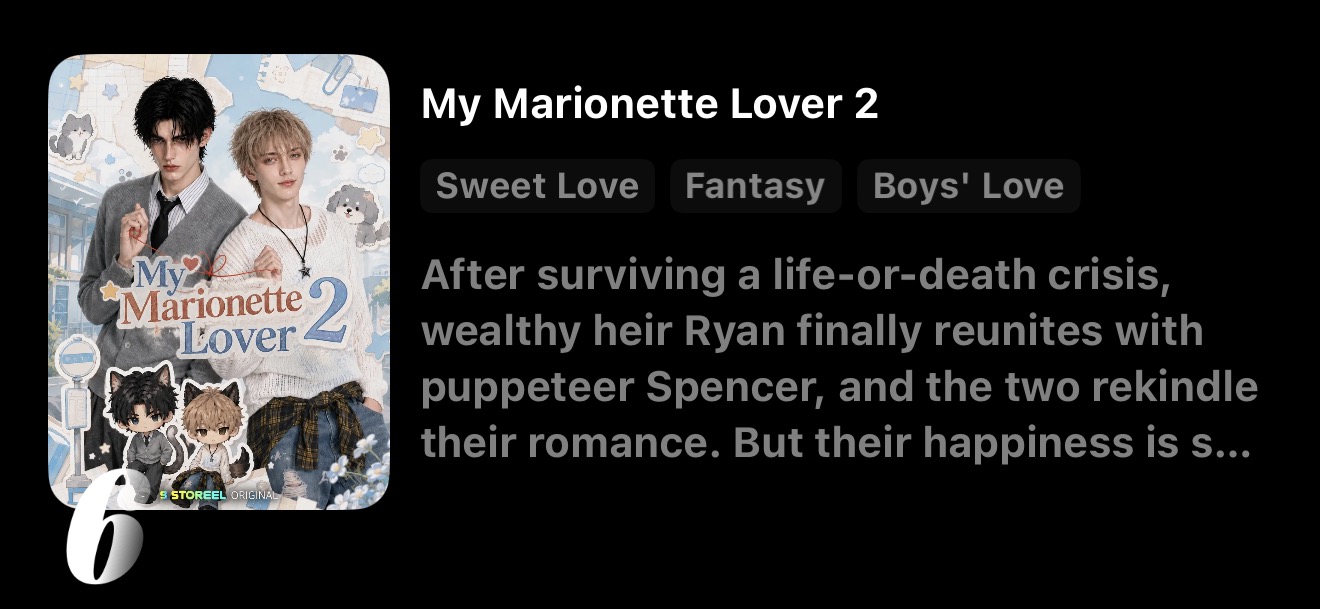 My Marionette Lover 2
Sweet Love Fantasy Boys' Love
After surviving a life-or-death crisis,
wealthy heir Ryan finally reunites with
puppeteer Spencer, and the two rekindle
their romance. But their happiness is s...
My
Marionette
Lover 2
S STOREEL ORIGINAL
6